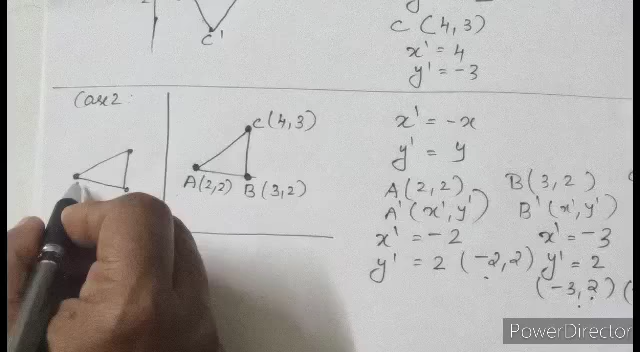 C'
C (4,3)
x' = 4
y' = -3
Case 2:
C(4,3)
A(2,2) B(3,2)
x' = -x
y' = y
A(2,2)
A'(x',y')
x' = -2
y' = 2 (-2,2)
B(3,2)
B'(x',y')
x' = -3
y' = 2
(-3,2)
PowerDirector